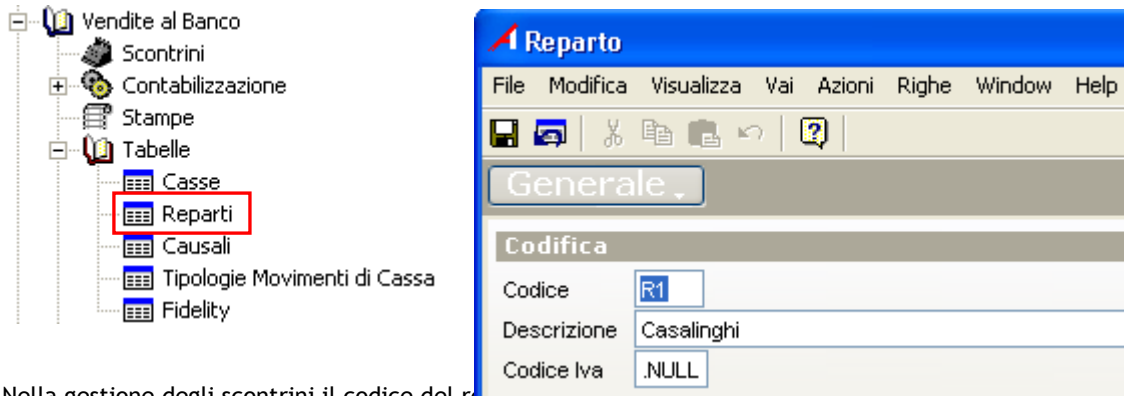 Vendite al Banco
Scontrini
Contabilizzazione
Stampe
Tabelle
Casse
Reparti
Causali
Tipologie Movimenti di Cassa
Fidelity
Reparto
File Modifica Visualizza Vai Azioni Righe Window Help
Generale
Codifica
Codice R1
Descrizione Casalinghi
Codice Iva .NULL
Nella gestione degli scontrini il codice del